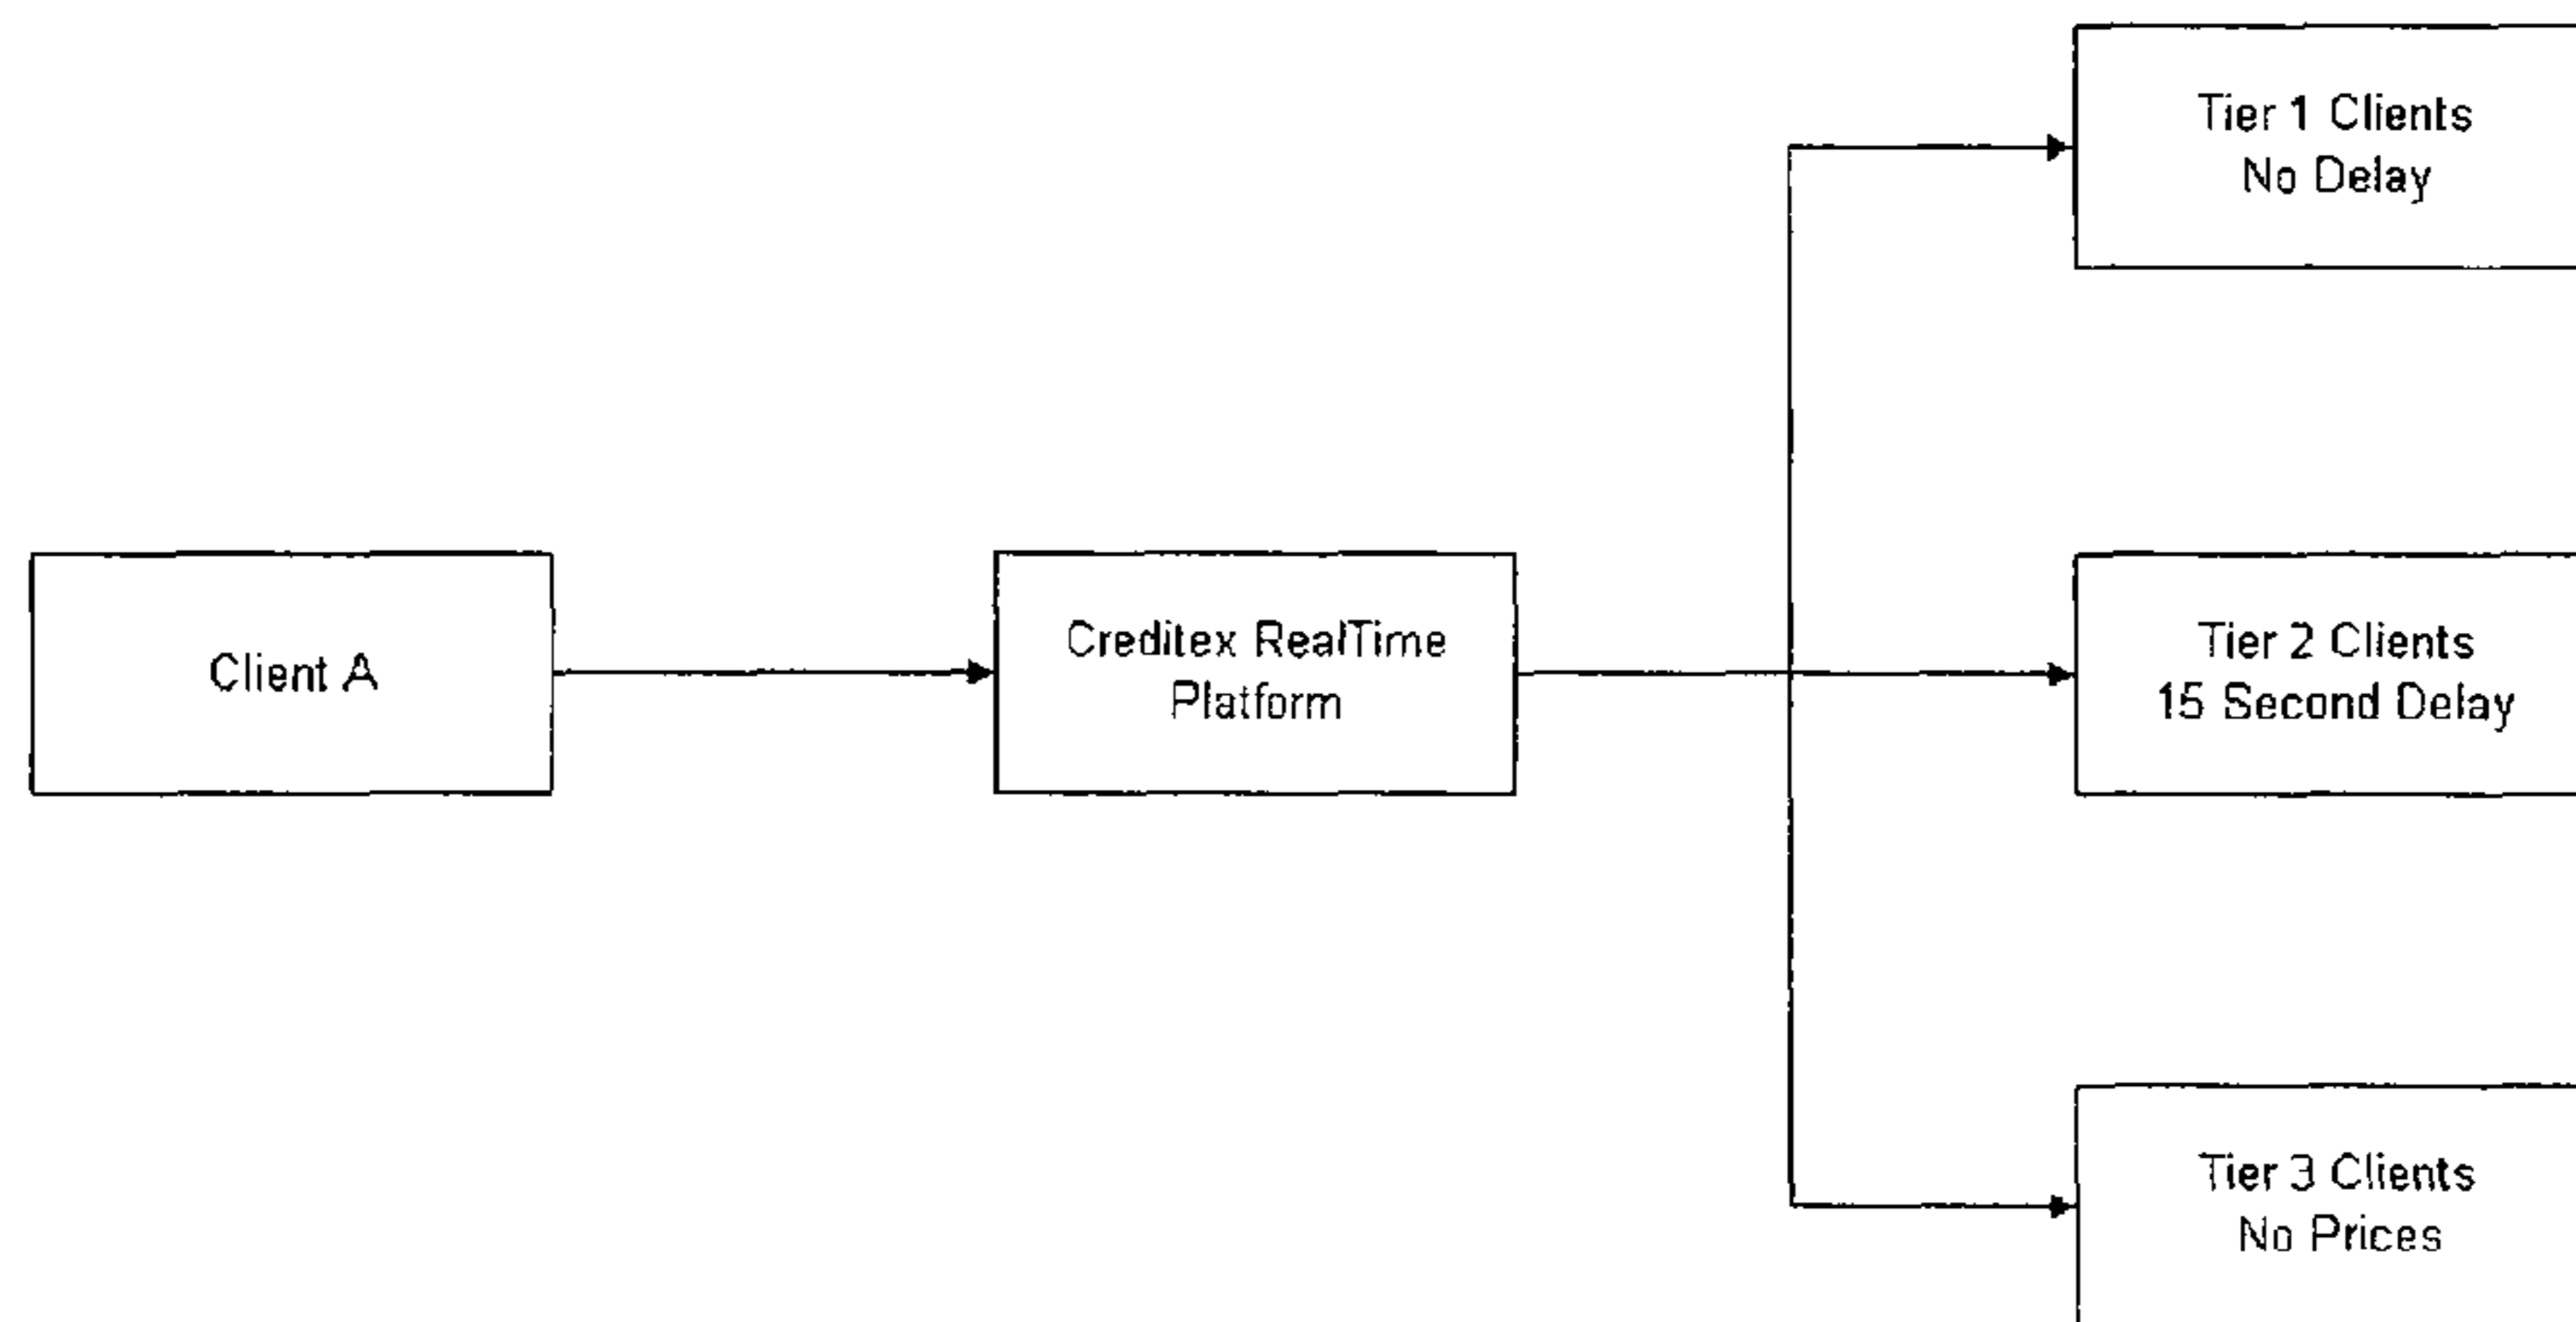 Tier 1 Clients
No Delay
Client A
Creditex RealTime
Platform
Tier 2 Clients
15 Second Delay
Tier 3 Clients
No Prices